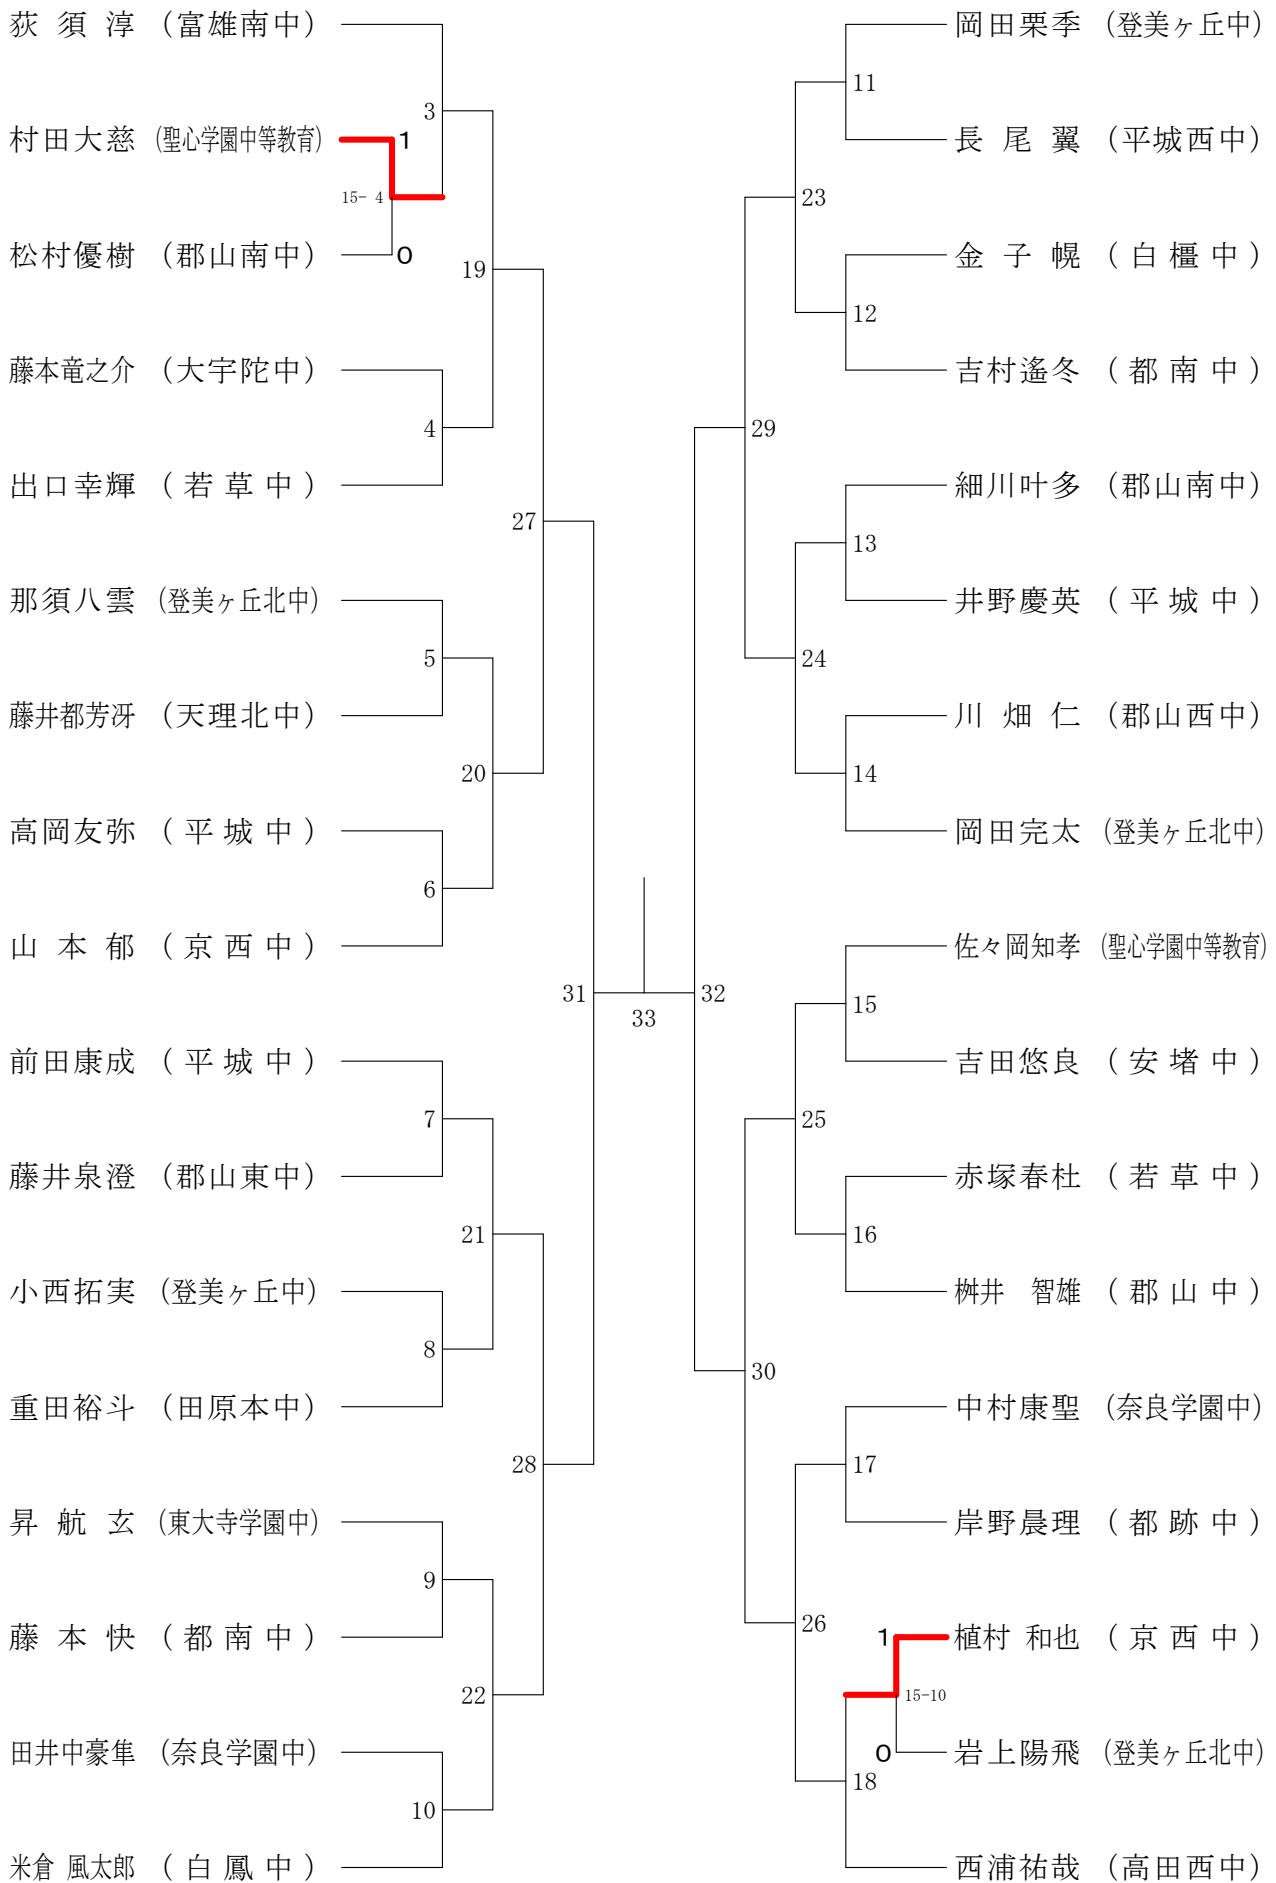 荻須淳 (富雄南中)
3
村田大慈 (聖心学園中等教育)
1
15- 4
松村優樹 (郡山南中)
0
19
藤本竜之介 (大宇陀中)
4
出口幸輝 (若草中)
27
那須八雲 (登美ヶ丘北中)
5
藤井都芳冴 (天理北中)
20
高岡友弥 (平城中)
6
山本郁 (京西中)
31
33
32
前田康成 (平城中)
7
藤井泉澄 (郡山東中)
21
小西拓実 (登美ヶ丘中)
8
重田裕斗 (田原本中)
28
昇航玄 (東大寺学園中)
9
藤本快 (都南中)
22
田井中豪隼 (奈良学園中)
10
米倉 風太郎 (白鳳中)
岡田栗季 (登美ヶ丘中)
11
長尾翼 (平城西中)
23
金子幌 (白橿中)
12
吉村遙冬 (都南中)
29
細川叶多 (郡山南中)
13
井野慶英 (平城中)
24
川畑仁 (郡山西中)
14
岡田完太 (登美ヶ丘北中)
佐々岡知孝 (聖心学園中等教育)
15
吉田悠良 (安堵中)
25
赤塚春杜 (若草中)
16
桝井 智雄 (郡山中)
30
中村康聖 (奈良学園中)
17
岸野晨理 (都跡中)
26
1
植村 和也 (京西中)
15-10
0
岩上陽飛 (登美ヶ丘北中)
18
西浦祐哉 (高田西中)